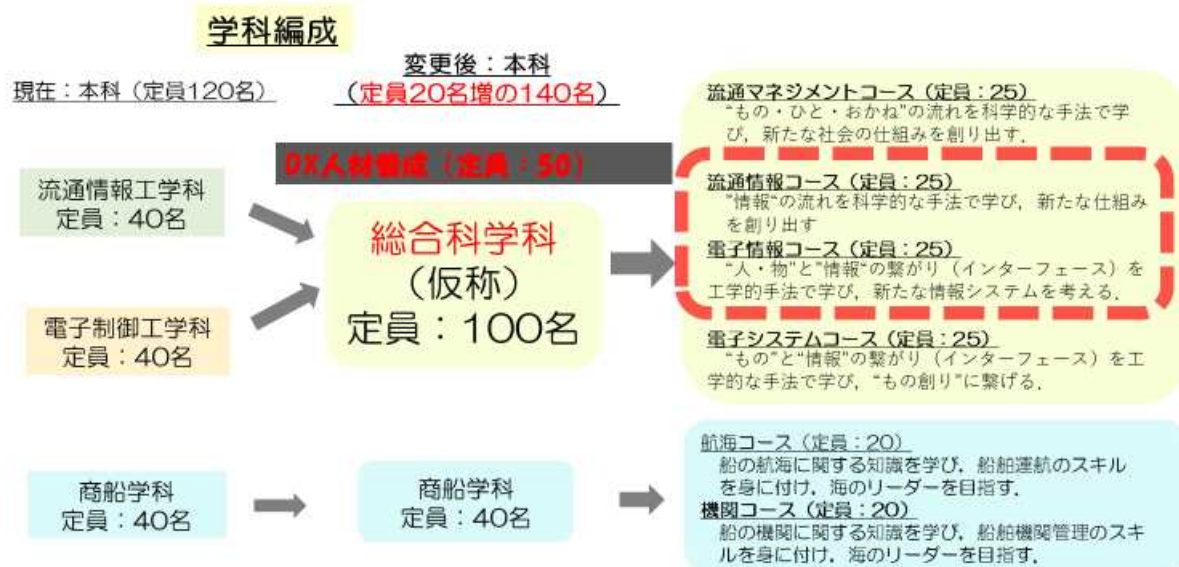 学科編成
現在：本科（定員120名）
変更後：本科
（定員20名増の140名）
DX人材養成（定員：50）
流通情報工学科
定員：40名
電子制御工学科
定員：40名
総合科学科
（仮称）
定員：100名
流通マネジメントコース（定員：25）
“もの・ひと・おかね”の流れを科学的な手法で学
び，新たな社会の仕組みを創り出す．
流通情報コース（定員：25）
“情報“の流れを科学的な手法で学び，新たな仕組み
を創り出す
電子情報コース（定員：25）
“人・物”と”情報“の繋がり（インターフェース）を
工学的手法で学び，新たな情報システムを考える．
電子システムコース（定員：25）
“もの”と“情報”の繋がり（インターフェース）を工
学的な手法で学び，“もの創り”に繋げる．
商船学科
定員：40名
商船学科
定員：40名
航海コース（定員：20）
船の航海に関する知識を学び，船舶運航のスキル
を身に付け，海のリーダーを目指す．
機関コース（定員：20）
船の機関に関する知識を学び，船舶機関管理のスキ
ルを身に付け，海のリーダーを目指す．